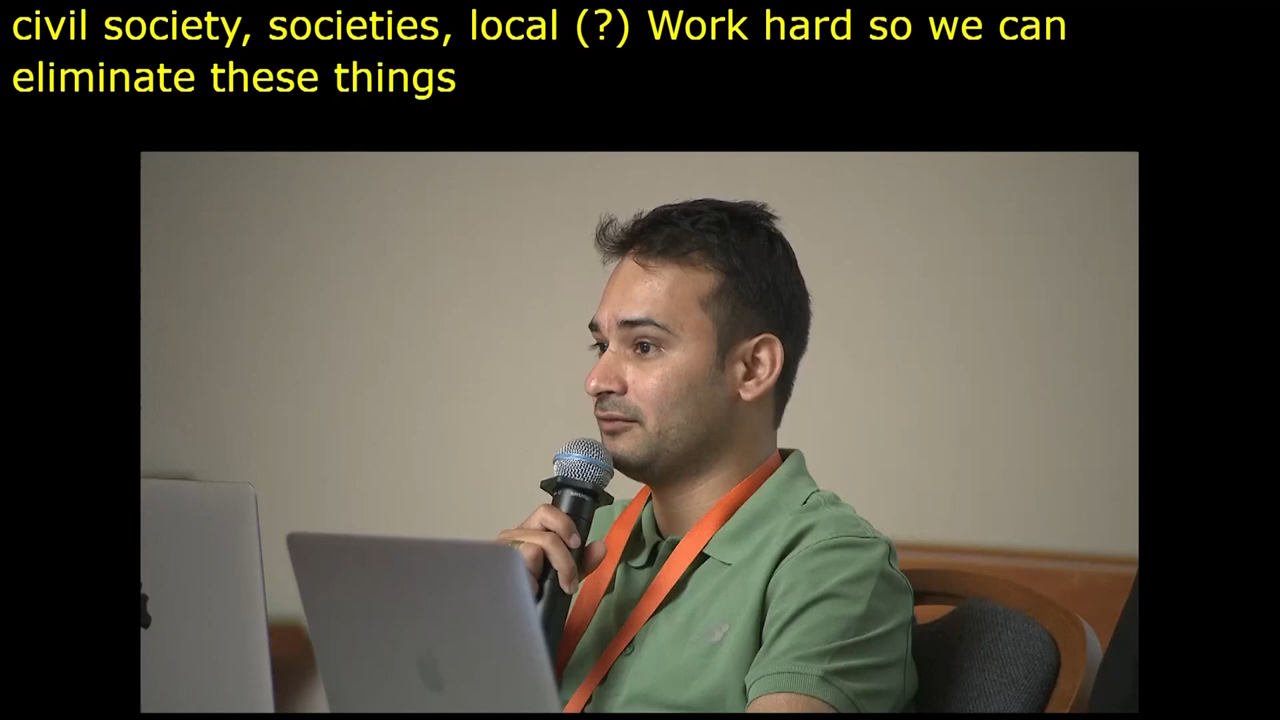 civil society, societies, local (?) Work hard so we can
eliminate these things